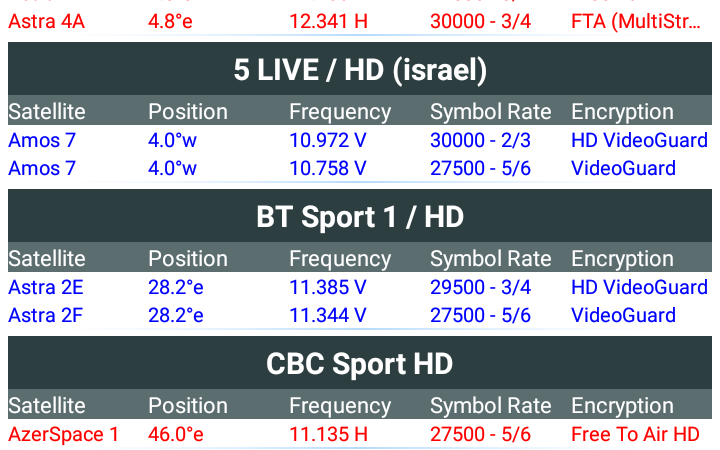 Astra 4A 4.8°e 12.341 H 30000 - 3/4 FTA (MultiStr...
5 LIVE / HD (israel)
Satellite Position Frequency Symbol Rate Encryption
Amos 7 4.0°w 10.972 V 30000 - 2/3 HD VideoGuard
Amos 7 4.0°w 10.758 V 27500 - 5/6 VideoGuard
BT Sport 1 / HD
Satellite Position Frequency Symbol Rate Encryption
Astra 2E 28.2°e 11.385 V 29500 - 3/4 HD VideoGuard
Astra 2F 28.2°e 11.344 V 27500 - 5/6 VideoGuard
CBC Sport HD
Satellite Position Frequency Symbol Rate Encryption
AzerSpace 1 46.0°e 11.135 H 27500 - 5/6 Free To Air HD